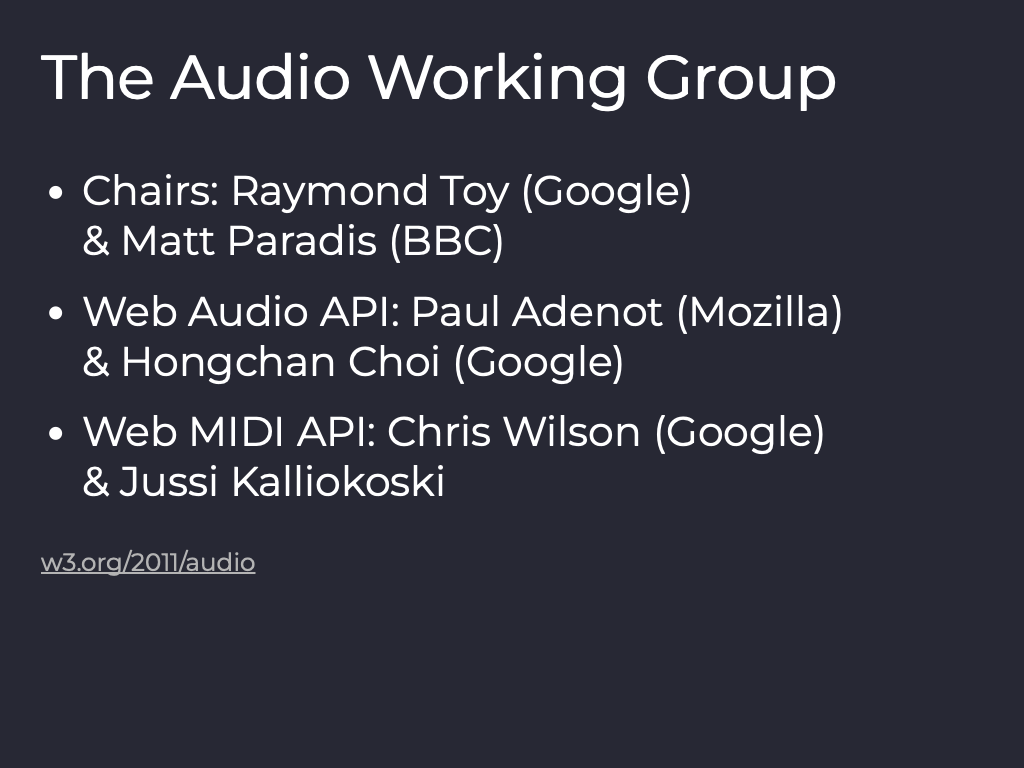 The Audio Working Group
• Chairs: Raymond Toy (Google)
& Matt Paradis (BBC)
• Web Audio API: Paul Adenot (Mozilla)
& Hongchan Choi (Google)
• Web MIDI API: Chris Wilson (Google)
& Jussi Kalliokoski
w3.org/2011/audio